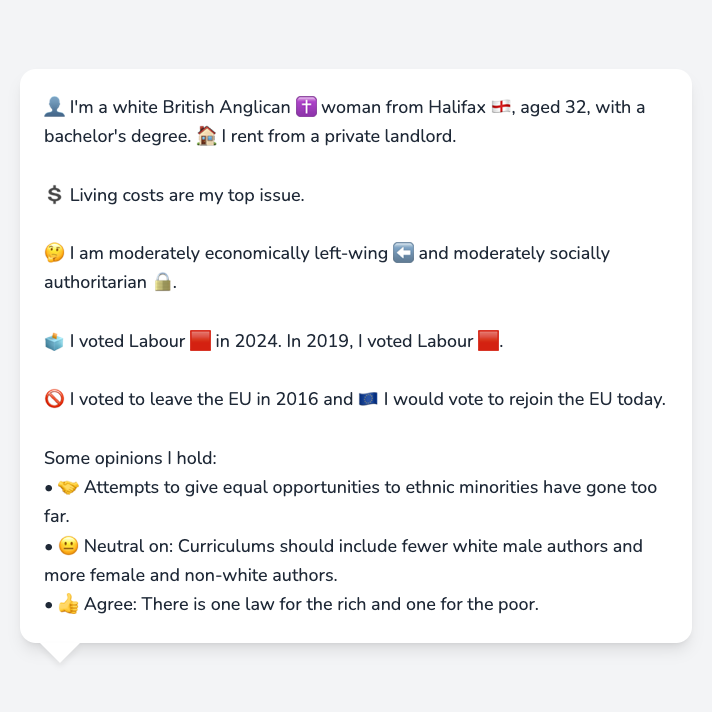 👤 I'm a white British Anglican ✝️ woman from Halifax 🏴󠁧󠁢󠁥󠁮󠁧󠁿, aged 32, with a
bachelor's degree. 🏠 I rent from a private landlord.
💲 Living costs are my top issue.
🤔 I am moderately economically left-wing ⬅️ and moderately socially
authoritarian 🔒.
🗳️ I voted Labour 🟥 in 2024. In 2019, I voted Labour 🟥.
🚫 I voted to leave the EU in 2016 and 🇪🇺 I would vote to rejoin the EU today.
Some opinions I hold:
• 🤝 Attempts to give equal opportunities to ethnic minorities have gone too
far.
• 😐 Neutral on: Curriculums should include fewer white male authors and
more female and non-white authors.
• 👍 Agree: There is one law for the rich and one for the poor.